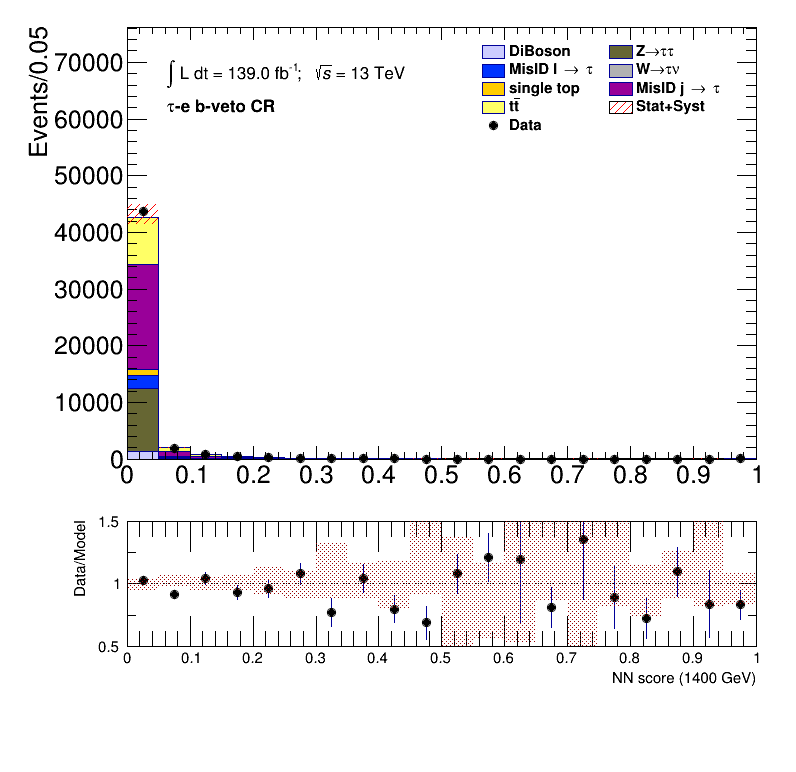 Events/0.05
70000
60000
50000
40000
30000
20000
10000
0
∫ L dt = 139.0 fb⁻¹; √s = 13 TeV
τ-e b-veto CR
DiBoson
MisID l → τ
single top
tt̄
Data
Z→ττ
W→τν
MisID j → τ
Stat+Syst
0 0.1 0.2 0.3 0.4 0.5 0.6 0.7 0.8 0.9 1
Data/Model
1.5
1
0.5
0 0.1 0.2 0.3 0.4 0.5 0.6 0.7 0.8 0.9 1
NN score (1400 GeV)